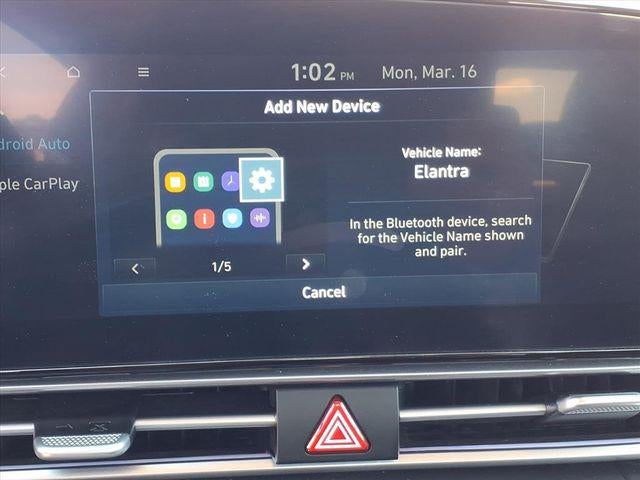 1:02 PM Mon, Mar. 16
Add New Device
droid Auto
ple CarPlay
Vehicle Name:
Elantra
In the Bluetooth device, search
for the Vehicle Name shown
and pair.
1/5
Cancel